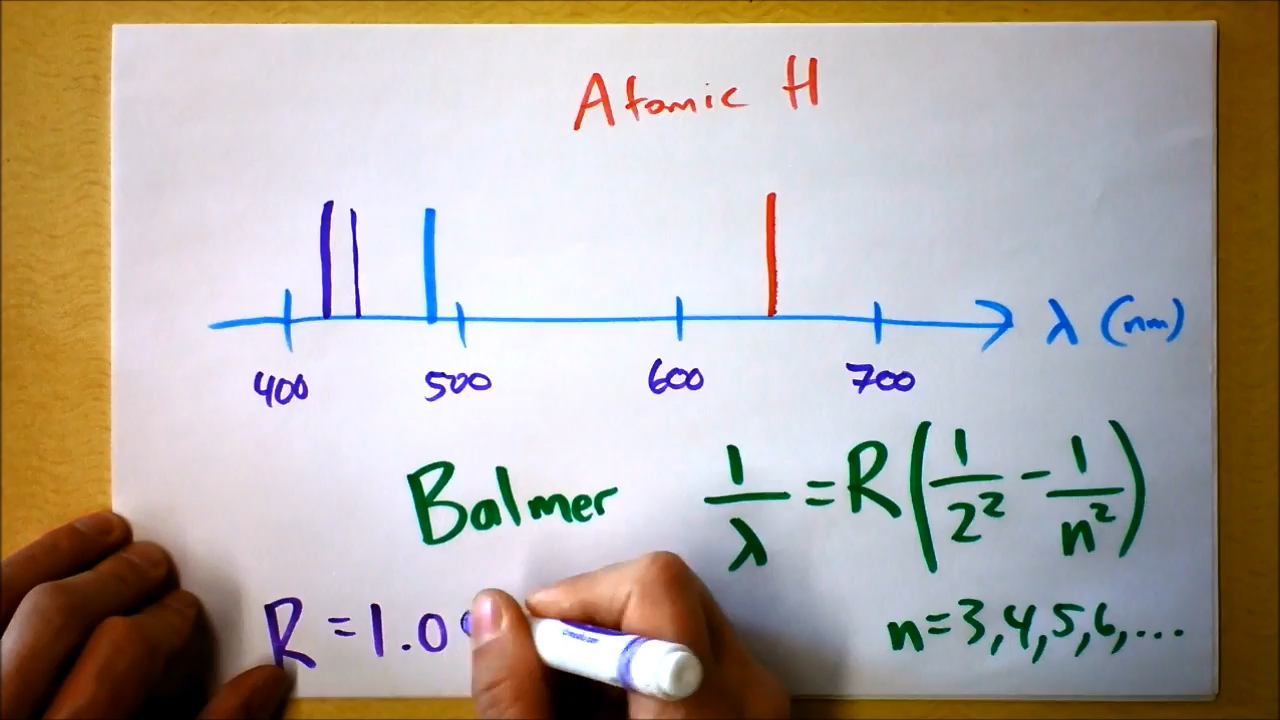 Atomic H
400 500 600 700 λ (nm)
Balmer 1/λ = R(1/2² - 1/n²)
R = 1.0
n=3,4,5,6,...